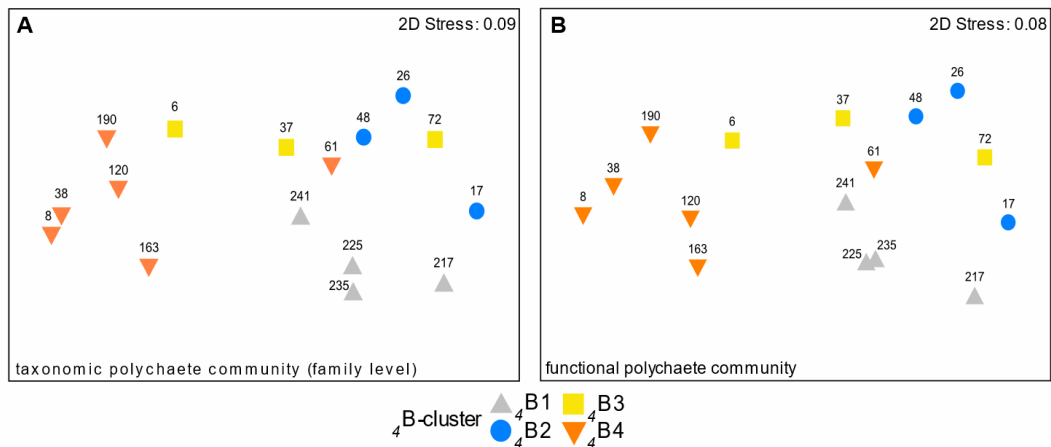 A
2D Stress: 0.09
26
6
48
190
37
72
61
120
241
17
38
8
225
163
217
235
taxonomic polychaete community (family level)
B
2D Stress: 0.08
26
37
48
190
6
72
61
38
241
8
120
17
235
225
163
217
functional polychaete community
4B-cluster
4B1
4B3
4B2
4B4